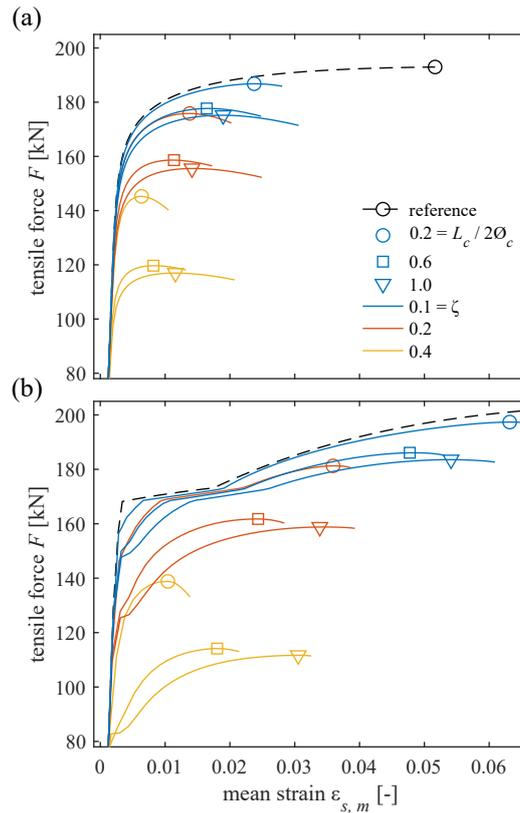 (a)
200
180
160
140
120
100
80
tensile force F [kN]
reference
0.2 = L_c / 2Ø_c
0.6
1.0
0.1 = ζ
0.2
0.4
(b)
200
180
160
140
120
100
80
tensile force F [kN]
0 0.01 0.02 0.03 0.04 0.05 0.06
mean strain ε_{s, m} [-]